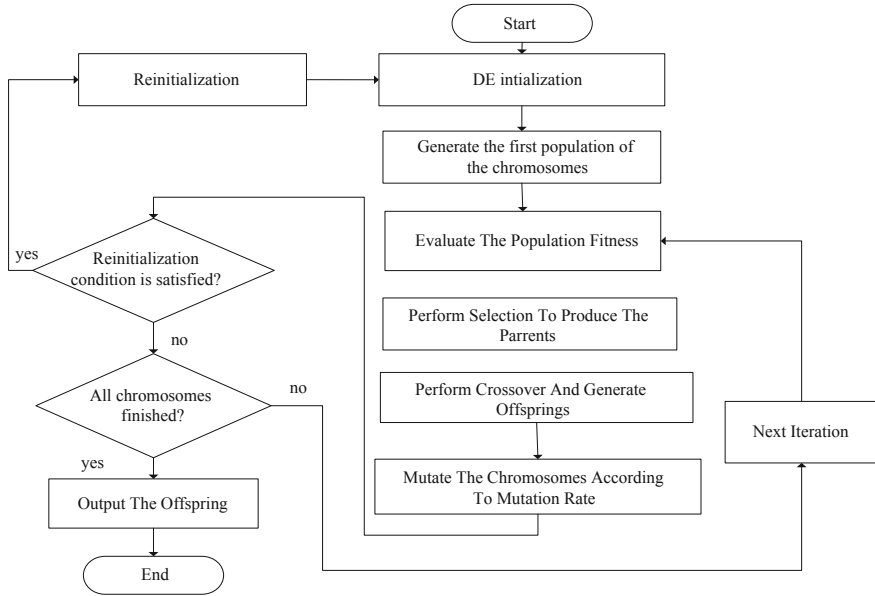 Start
Reinitialization
DE intialization
Generate the first population of
the chromosomes
Evaluate The Population Fitness
yes
Reinitialization
condition is satisfied?
Perform Selection To Produce The
Parrents
no
All chromosomes
finished?
no
Perform Crossover And Generate
Offsprings
Next Iteration
yes
Output The Offspring
Mutate The Chromosomes According
To Mutation Rate
End